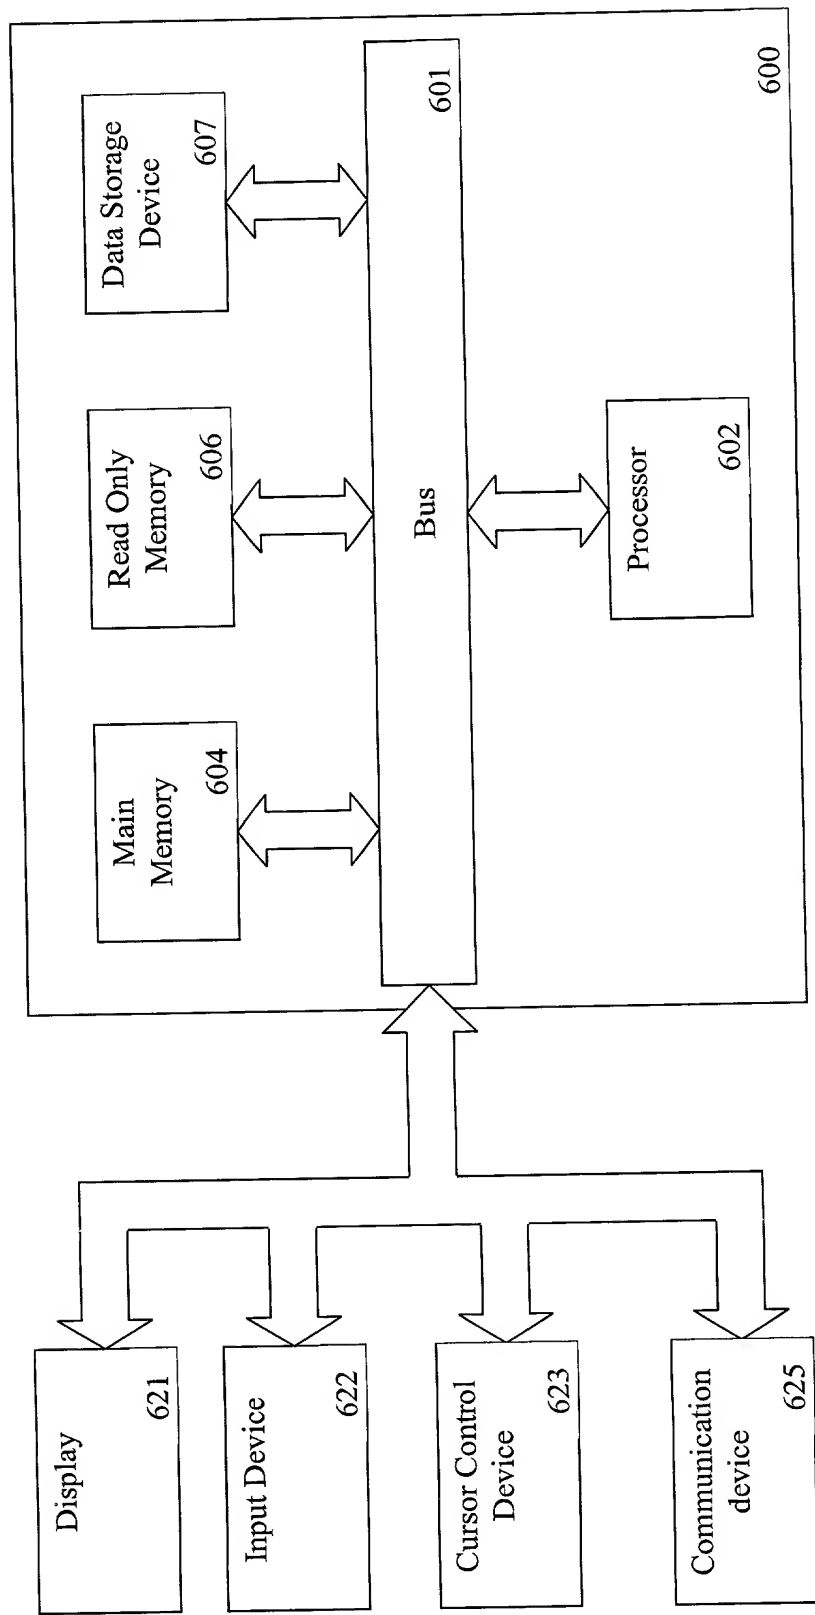 Display
621
Input Device
622
Cursor Control
Device
623
Communication
device
625
Main
Memory
604
Read Only
Memory
606
Data Storage
Device
607
Bus
601
Processor
602
600